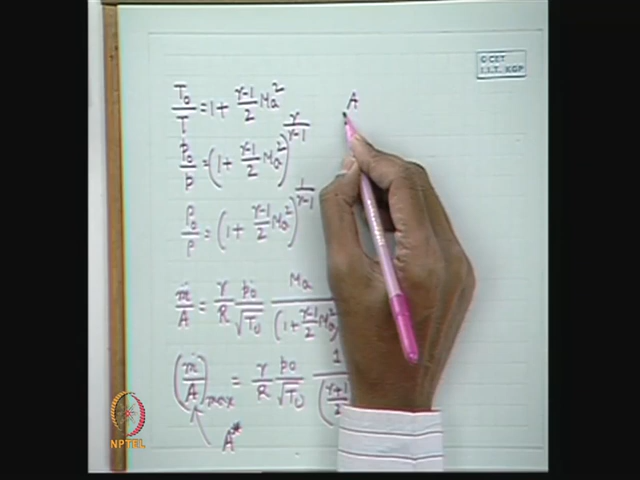 ©CET
I.I.T. KGP
A
T₀/T = 1 + (γ-1)/2 Ma²
p₀/p = (1 + (γ-1)/2 Ma²)^(γ/(γ-1))
ρ₀/ρ = (1 + (γ-1)/2 Ma²)^(1/(γ-1))
ṁ/A = γ/R p₀/√T₀ Ma/(1 + (γ-1)/2 Ma²)
(ṁ/A)max = γ/R p₀/√T₀ 1/((γ+1)/2
A*
NPTEL